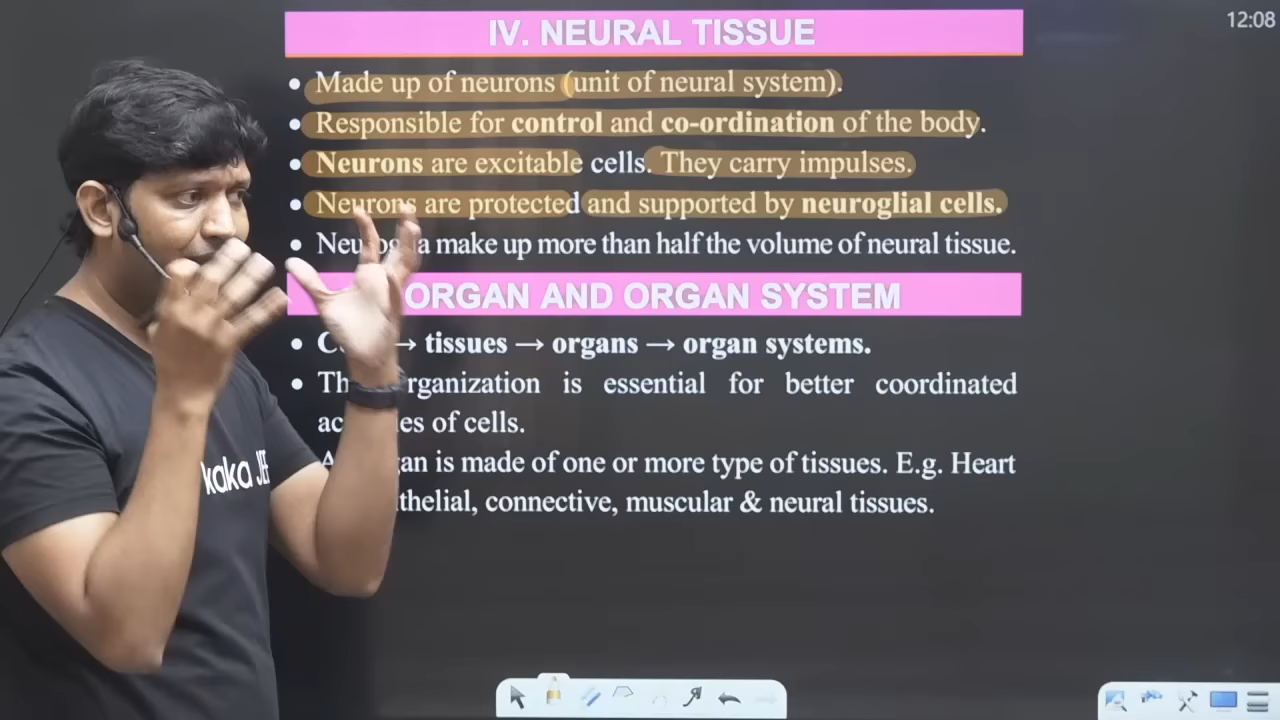 12:08
IV. NEURAL TISSUE
• Made up of neurons (unit of neural system).
• Responsible for control and co-ordination of the body.
• Neurons are excitable cells. They carry impulses.
• Neurons are protected and supported by neuroglial cells.
• make up more than half the volume of neural tissue.
ORGAN AND ORGAN SYSTEM
• → tissues → organs → organ systems.
• is essential for better coordinated
of cells.
is made of one or more type of tissues. E.g. Heart
connective, muscular & neural tissues.
kaka JEE